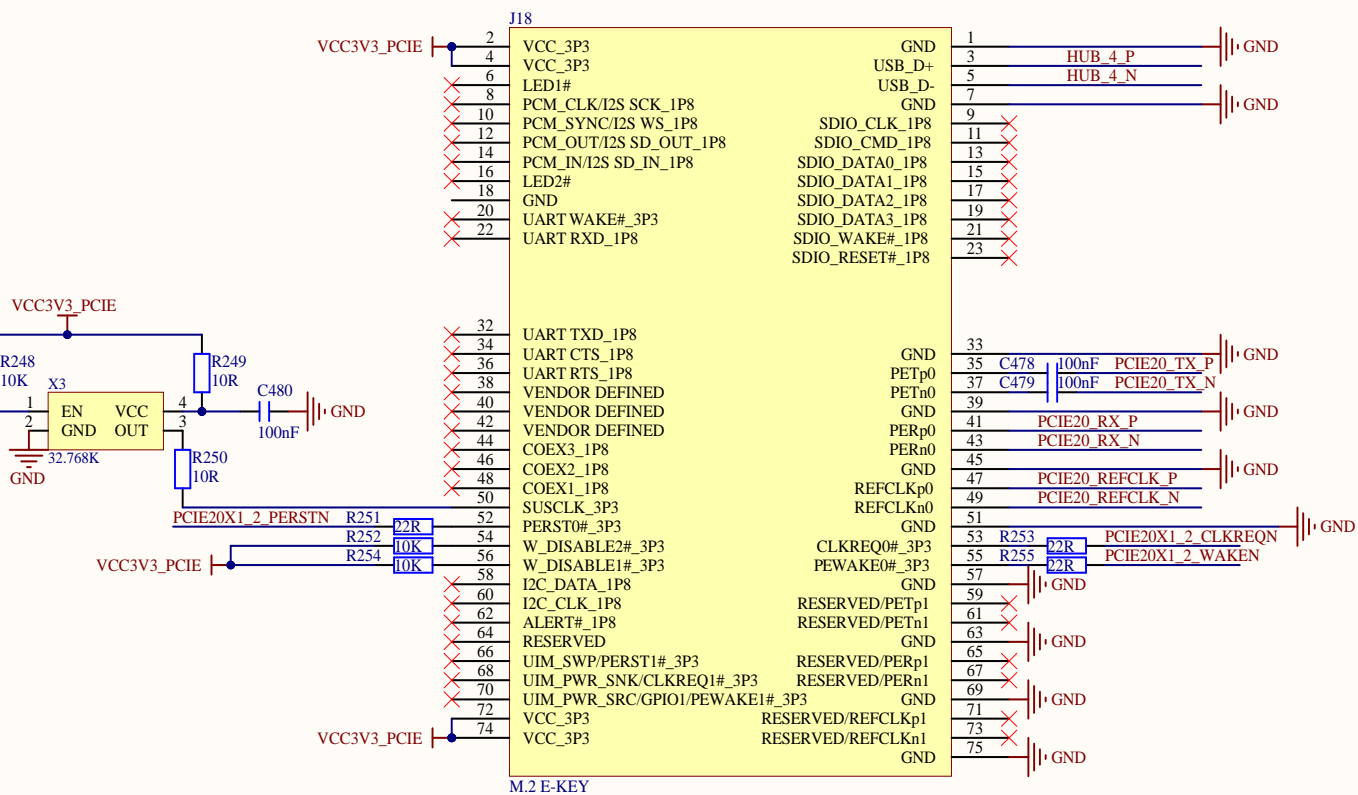 J18
VCC3V3_PCIE 2 VCC_3P3 GND 1 GND
4 VCC_3P3 USB_D+ 3 HUB_4_P
6 LED1# USB_D- 5 HUB_4_N
8 PCM_CLK/I2S SCK_1P8 GND 7 GND
10 PCM_SYNC/I2S WS_1P8 SDIO_CLK_1P8 9
12 PCM_OUT/I2S SD_OUT_1P8 SDIO_CMD_1P8 11
14 PCM_IN/I2S SD_IN_1P8 SDIO_DATA0_1P8 13
16 LED2# SDIO_DATA1_1P8 15
18 GND SDIO_DATA2_1P8 17
20 UART WAKE#_3P3 SDIO_DATA3_1P8 19
22 UART RXD_1P8 SDIO_WAKE#_1P8 21
SDIO_RESET#_1P8 23
VCC3V3_PCIE
32 UART TXD_1P8
34 UART CTS_1P8 GND 33 GND
R248 R249 36 UART RTS_1P8 PETp0 35 C478 100nF PCIE20_TX_P
10K X3 10R C480 38 VENDOR DEFINED PETn0 37 C479 100nF PCIE20_TX_N
1 EN VCC 4 GND 40 VENDOR DEFINED GND 39 GND
2 GND OUT 3 100nF 42 VENDOR DEFINED PERp0 41 PCIE20_RX_P
44 COEX3_1P8 PERn0 43 PCIE20_RX_N
32.768K R250 46 COEX2_1P8 GND 45 GND
GND 10R 48 COEX1_1P8 REFCLKp0 47 PCIE20_REFCLK_P
50 SUSCLK_3P3 REFCLKn0 49 PCIE20_REFCLK_N
PCIE20X1_2_PERSTN R251 22R 52 PERST0#_3P3 GND 51 GND
R252 10K 54 W_DISABLE2#_3P3 CLKREQ0#_3P3 53 R253 22R PCIE20X1_2_CLKREQN
VCC3V3_PCIE R254 10K 56 W_DISABLE1#_3P3 PEWAKE0#_3P3 55 R255 22R PCIE20X1_2_WAKEN
58 I2C_DATA_1P8 GND 57 GND
60 I2C_CLK_1P8 RESERVED/PETp1 59
62 ALERT#_1P8 RESERVED/PETn1 61
64 RESERVED GND 63 GND
66 UIM_SWP/PERST1#_3P3 RESERVED/PERp1 65
68 UIM_PWR_SNK/CLKREQ1#_3P3 RESERVED/PERn1 67
70 UIM_PWR_SRC/GPIO1/PEWAKE1#_3P3 GND 69 GND
72 VCC_3P3 RESERVED/REFCLKp1 71
VCC3V3_PCIE 74 VCC_3P3 RESERVED/REFCLKn1 73
GND 75 GND
M.2 E-KEY